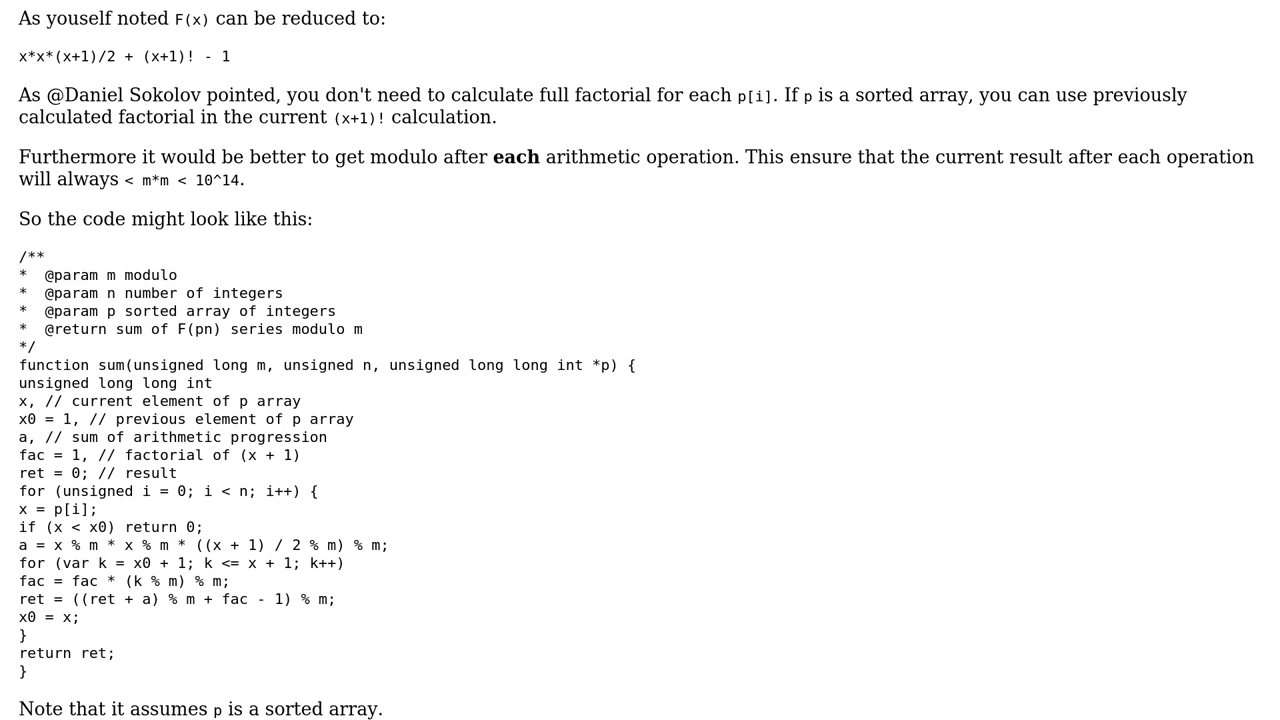 As youself noted F(x) can be reduced to:
x*x*(x+1)/2 + (x+1)! - 1
As @Daniel Sokolov pointed, you don't need to calculate full factorial for each p[i]. If p is a sorted array, you can use previously
calculated factorial in the current (x+1)! calculation.
Furthermore it would be better to get modulo after each arithmetic operation. This ensure that the current result after each operation
will always < m*m < 10^14.
So the code might look like this:
/**
*  @param m modulo
*  @param n number of integers
*  @param p sorted array of integers
*  @return sum of F(pn) series modulo m
*/
function sum(unsigned long m, unsigned n, unsigned long long int *p) {
unsigned long long int
x, // current element of p array
x0 = 1, // previous element of p array
a, // sum of arithmetic progression
fac = 1, // factorial of (x + 1)
ret = 0; // result
for (unsigned i = 0; i < n; i++) {
x = p[i];
if (x < x0) return 0;
a = x % m * x % m * ((x + 1) / 2 % m) % m;
for (var k = x0 + 1; k <= x + 1; k++)
fac = fac * (k % m) % m;
ret = ((ret + a) % m + fac - 1) % m;
x0 = x;
}
return ret;
}
Note that it assumes p is a sorted array.